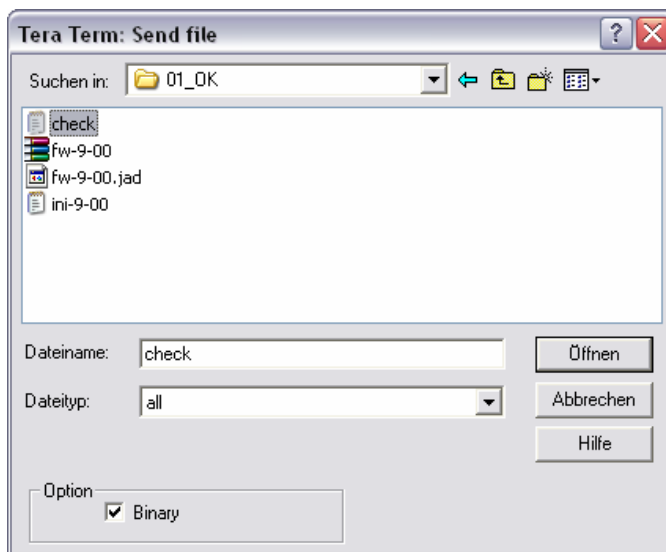 Tera Term: Send file
Suchen in: 01_OK
check
fw-9-00
fw-9-00.jad
ini-9-00
Dateiname: check Öffnen
Dateityp: all Abbrechen
Hilfe
Option
Binary